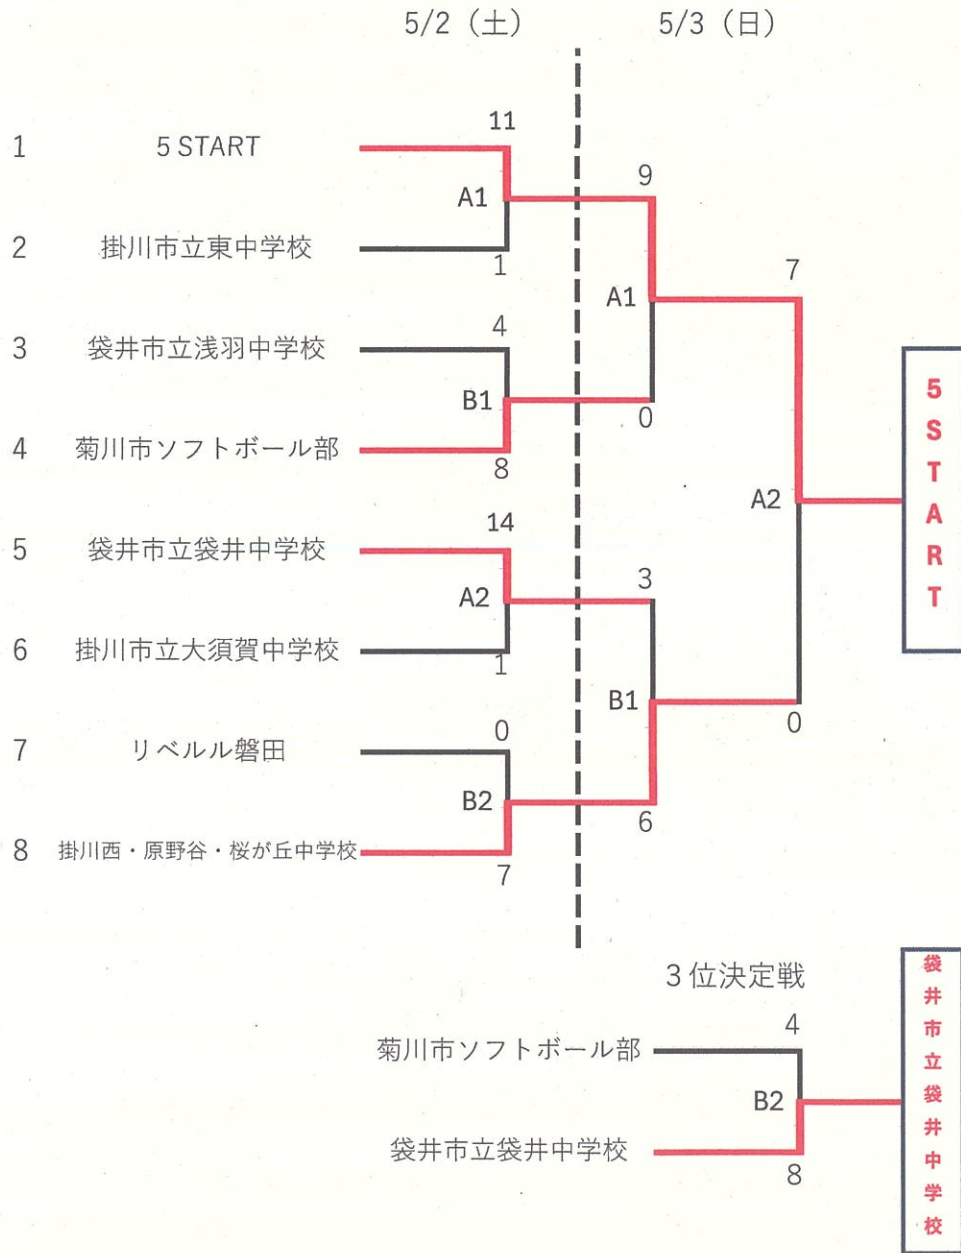 5/2（土） 5/3（日）
11
1 5 START
9
A1
2 掛川市立東中学校
1
7
A1
4
3 袋井市立浅羽中学校
B1
0
4 菊川市ソフトボール部
8
5START
A2
14
5 袋井市立袋井中学校
3
A2
6 掛川市立大須賀中学校
1
B1
0
0
7 リベルル磐田
B2
6
8 掛川西・原野谷・桜が丘中学校
7
3位決定戦
4
菊川市ソフトボール部
B2
袋井市立袋井中学校
8
袋井市立袋井中学校